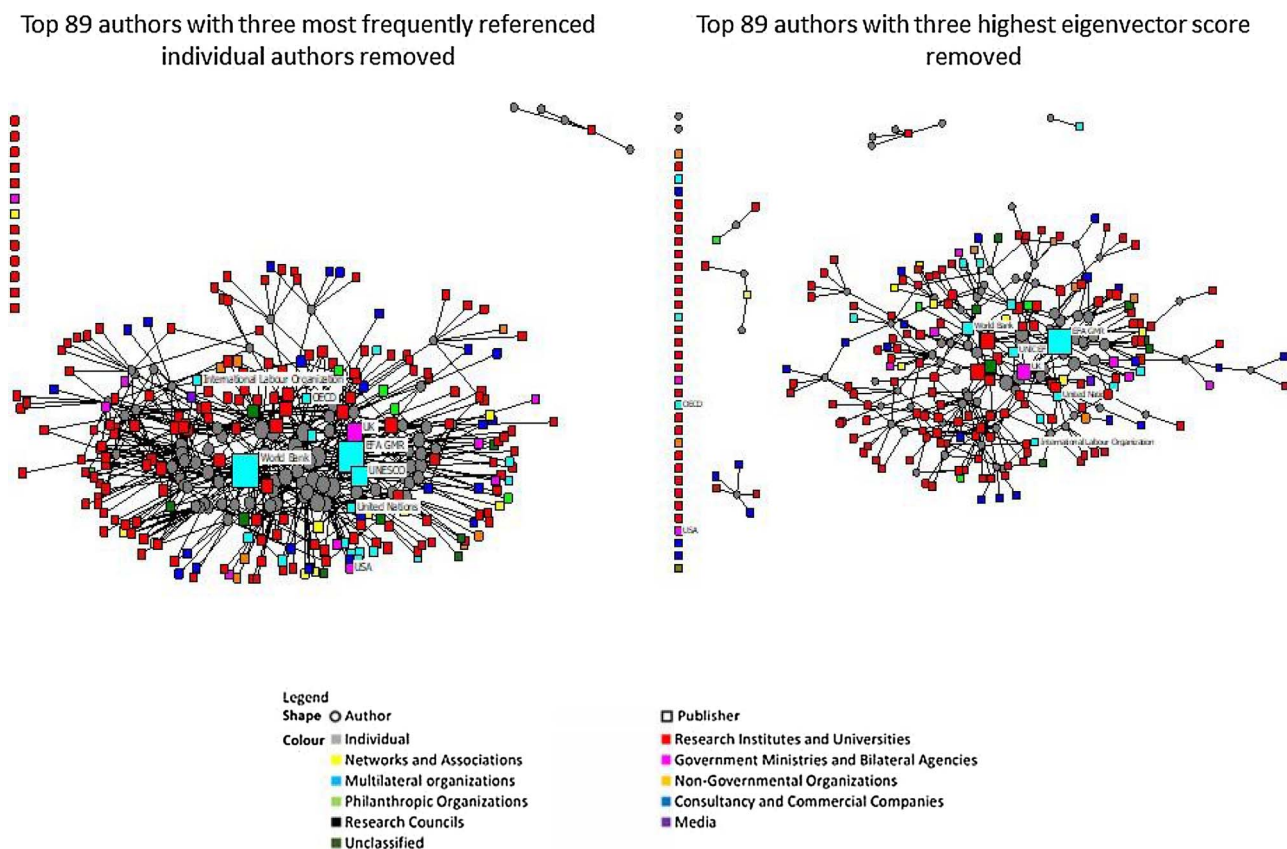 Top 89 authors with three most frequently referenced
individual authors removed
Top 89 authors with three highest eigenvector score
removed
International Labour Organization
OECD
UK
EFA GMR
World Bank
UNESCO
United Nations
USA
World Bank
EFA GMR
UNICEF
UK
United Nations
OECD
International Labour Organization
USA
Legend
Shape Author
Publisher
Colour Individual
Networks and Associations
Multilateral organizations
Philanthropic Organizations
Research Councils
Unclassified
Research Institutes and Universities
Government Ministries and Bilateral Agencies
Non-Governmental Organizations
Consultancy and Commercial Companies
Media